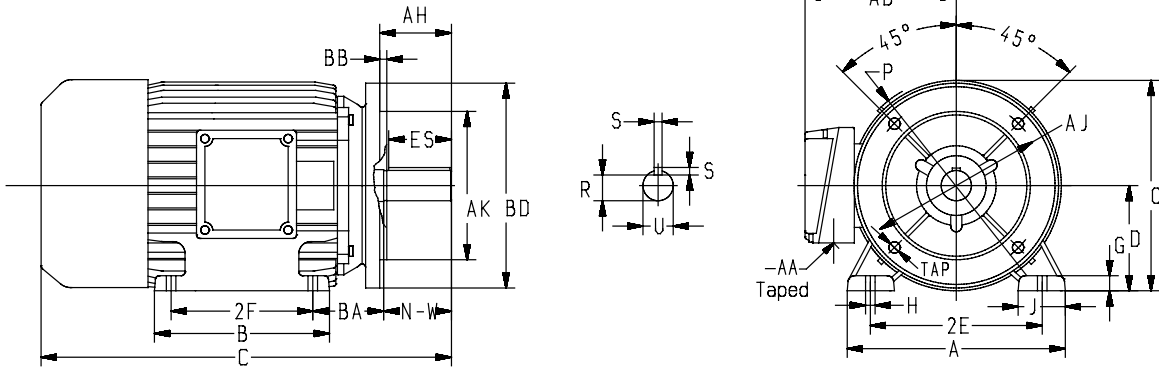 AH
BB
ES
AK
BD
2F
BA
N-W
B
C
S
S
R
U
AB
45°
45°
P
AJ
O
G
D
TAP
-AA-
Taped
H
J
2E
A